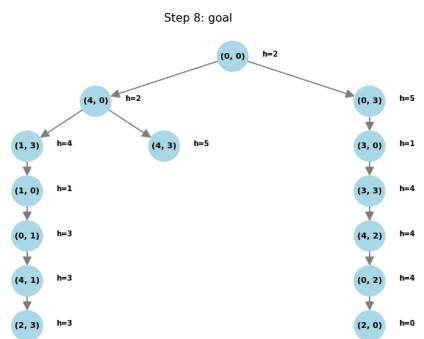 Step 8: goal
(0, 0) h=2
(4, 0) h=2 (0, 3) h=5
(1, 3) h=4 (4, 3) h=5 (3, 0) h=1
(1, 0) h=1 (3, 3) h=4
(0, 1) h=3 (4, 2) h=4
(4, 1) h=3 (0, 2) h=4
(2, 3) h=3 (2, 0) h=0